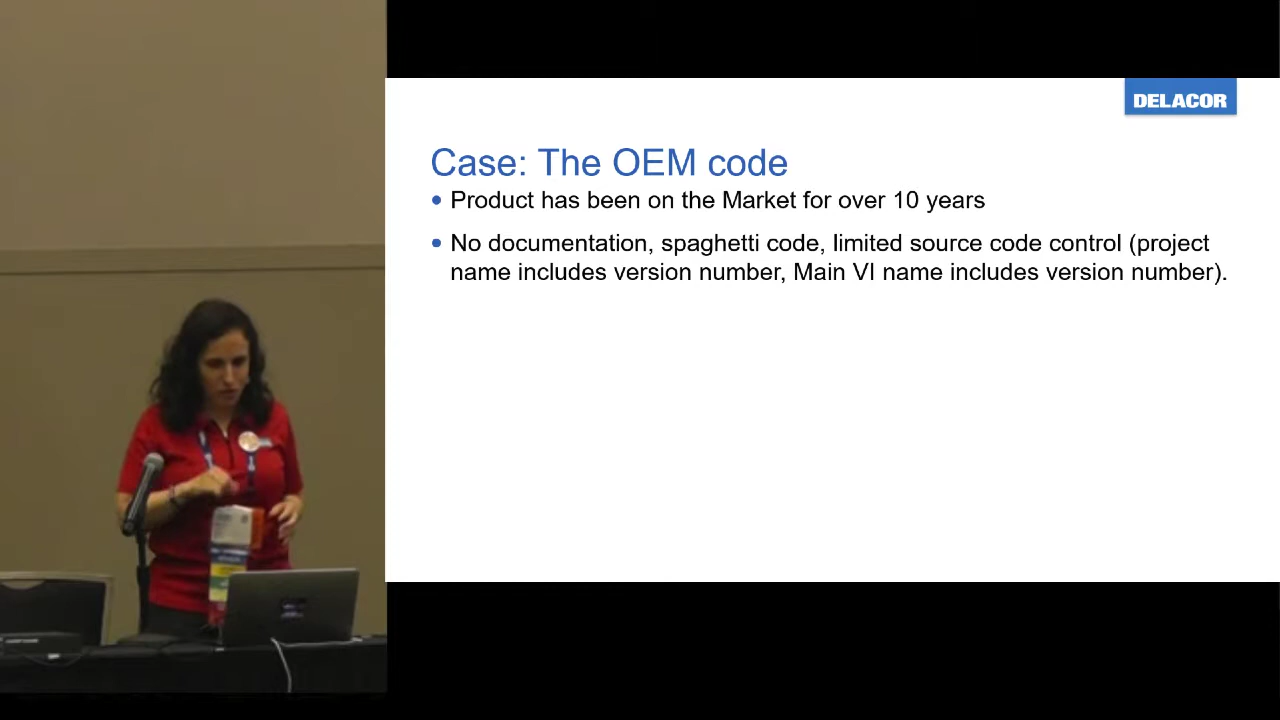 DELACOR
Case: The OEM code
Product has been on the Market for over 10 years
No documentation, spaghetti code, limited source code control (project
name includes version number, Main VI name includes version number).